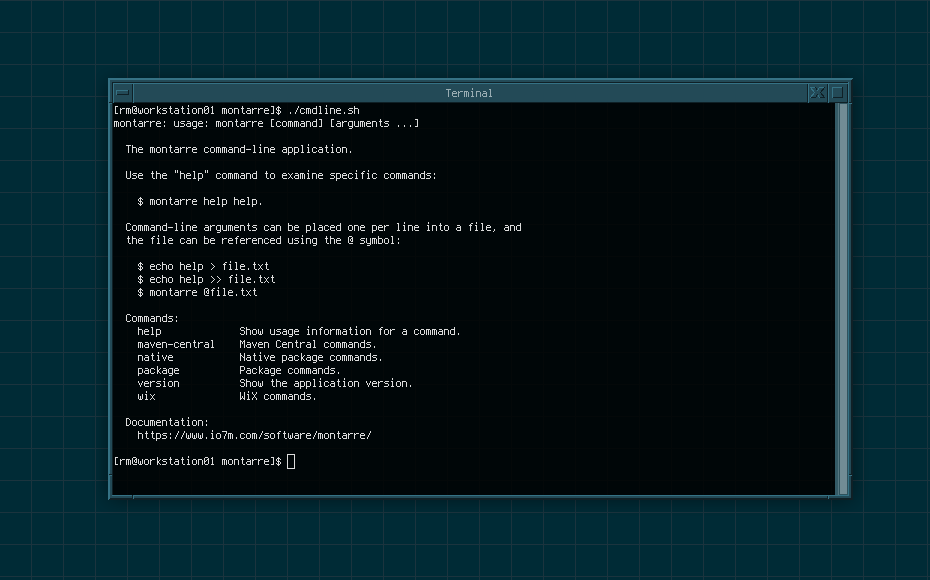 Terminal
[rm@workstation01 montarre]$ ./cmdline.sh
montarre: usage: montarre [command] [arguments ...]
The montarre command-line application.
Use the "help" command to examine specific commands:
$ montarre help help.
Command-line arguments can be placed one per line into a file, and
the file can be referenced using the @ symbol:
$ echo help > file.txt
$ echo help >> file.txt
$ montarre @file.txt
Commands:
help Show usage information for a command.
maven-central Maven Central commands.
native Native package commands.
package Package commands.
version Show the application version.
wix WiX commands.
Documentation:
https://www.io7m.com/software/montarre/
[rm@workstation01 montarre]$